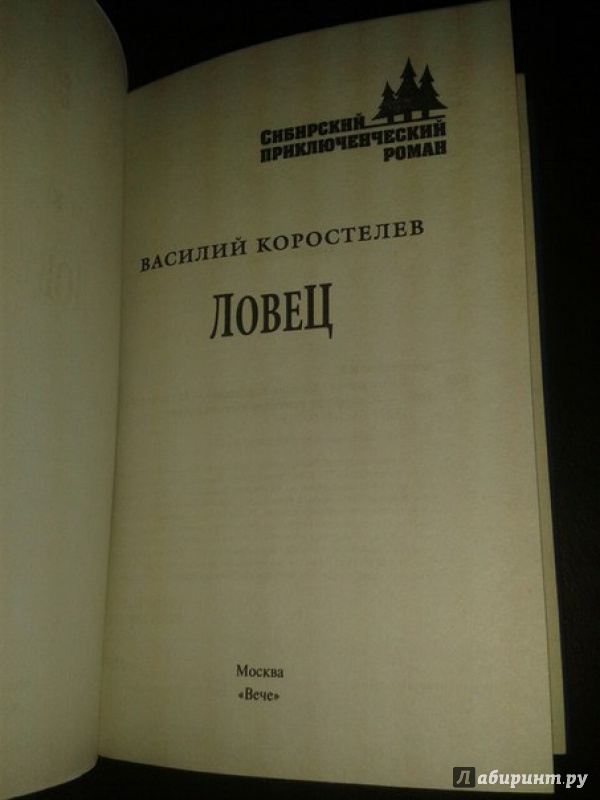 СИБИРСКИЙ
ПРИКЛЮЧЕНЧЕСКИЙ
РОМАН
ВАСИЛИЙ КОРОСТЕЛЕВ
ЛОВЕЦ
Москва
«Вече»
Лабиринт.ру